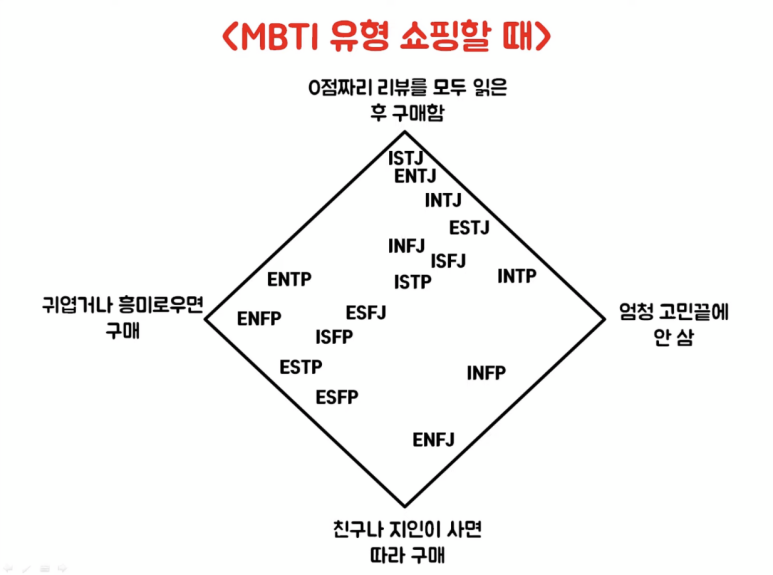 <MBTI 유형 쇼핑할 때>
0점짜리 리뷰를 모두 읽은
후 구매함
ISTJ
ENTJ
INTJ
ESTJ
INFJ
ISFJ
ENTP
ISTP
INTP
귀엽거나 흥미로우면
구매
ENFP
ESFJ
엄청 고민끝에
안 삼
ISFP
ESTP
INFP
ESFP
ENFJ
친구나 지인이 사면
따라 구매